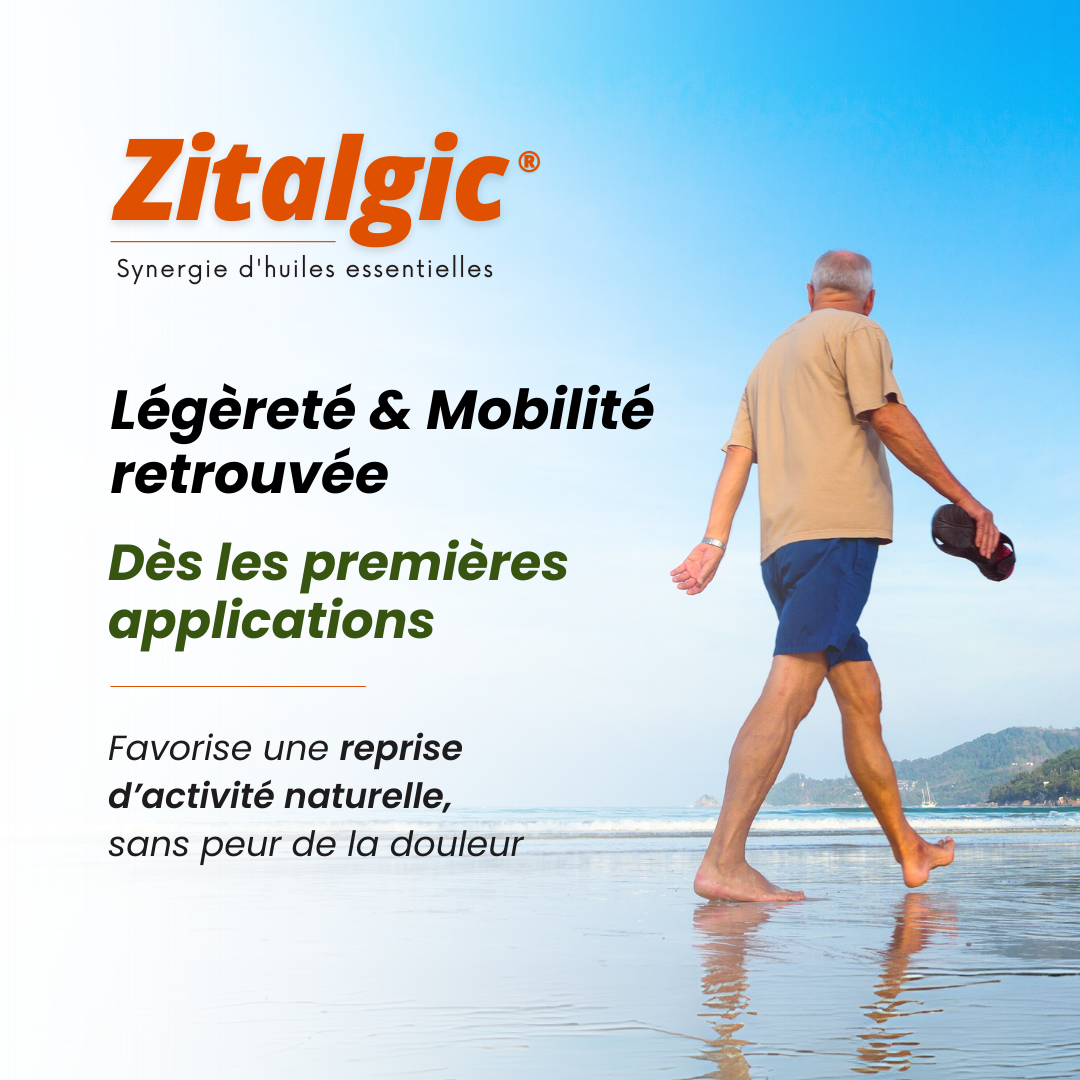 Zitalgic®
Synergie d'huiles essentielles
Légèreté & Mobilité
retrouvée
Dès les premières
applications
Favorise une reprise
d’activité naturelle,
sans peur de la douleur